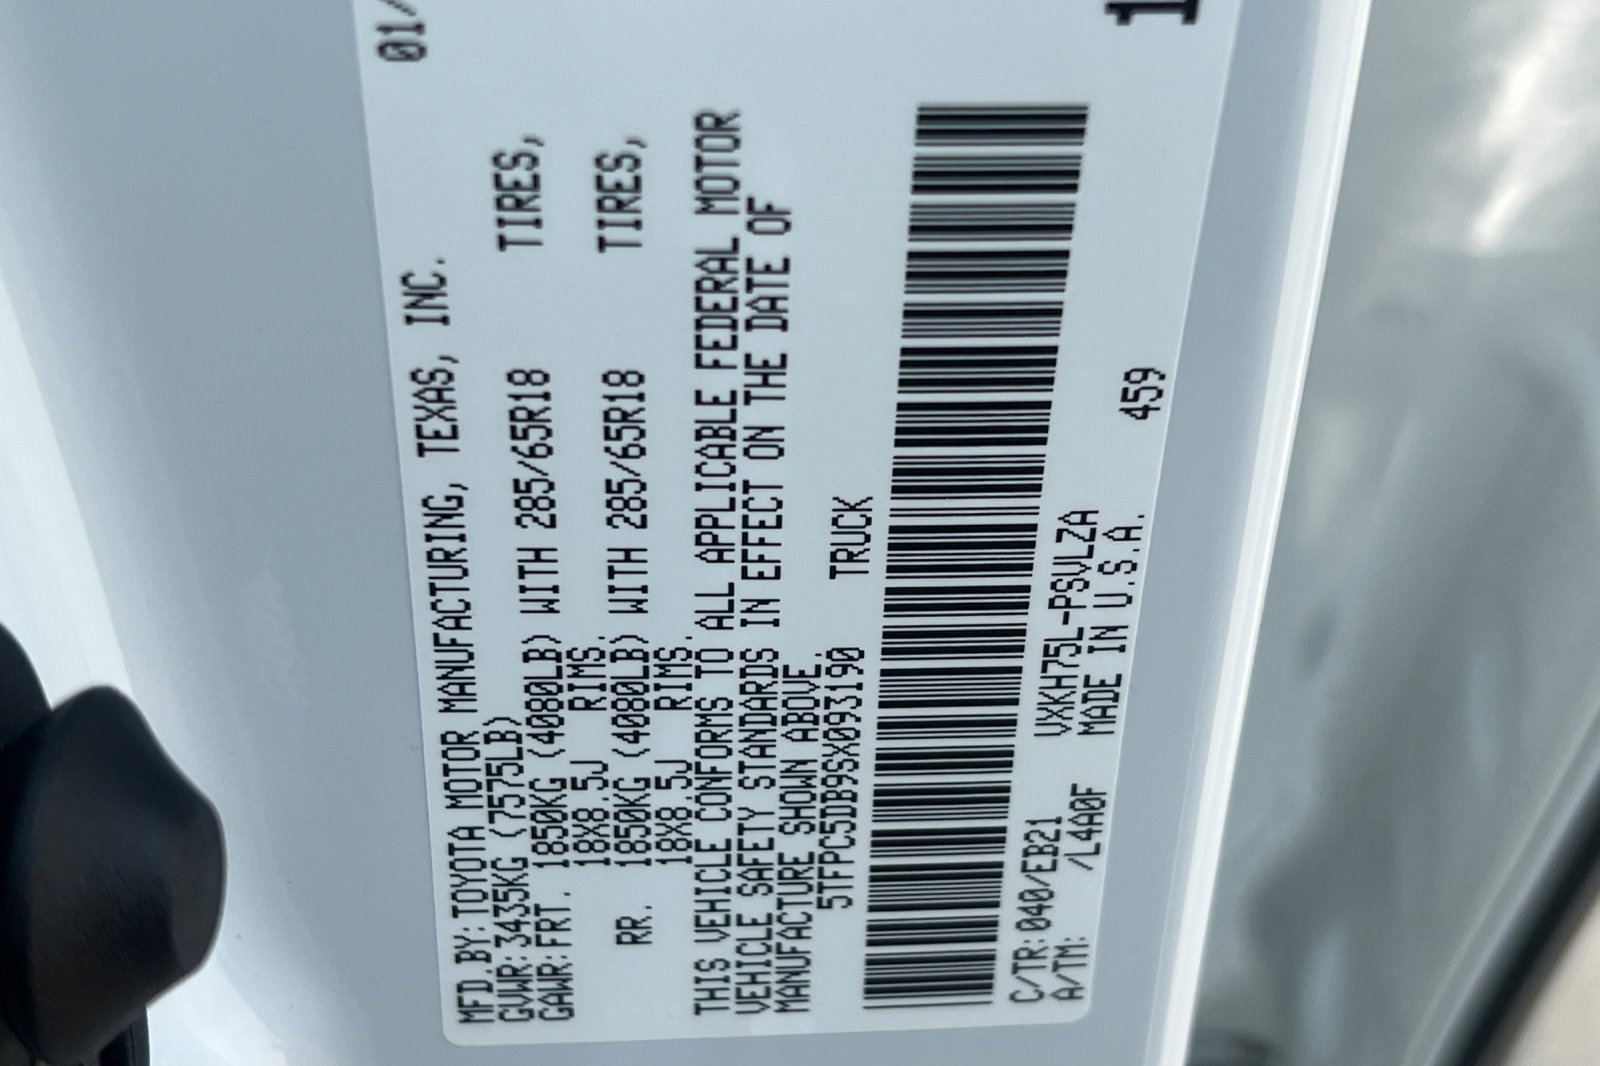 MFD.BY: TOYOTA MOTOR MANUFACTURING, TEXAS, INC. 01/
GVWR: 3435KG (7575LB)
GAWR: FRT. 1850KG (4080LB) WITH 285/65R18 TIRES,
18X8.5J RIMS.
RR. 1850KG (4080LB) WITH 285/65R18 TIRES,
18X8.5J RIMS.
THIS VEHICLE CONFORMS TO ALL APPLICABLE FEDERAL MOTOR
VEHICLE SAFETY STANDARDS IN EFFECT ON THE DATE OF
MANUFACTURE SHOWN ABOVE.
5TFPC5DB9SX093190 TRUCK
C/TR: 040/EB21 VXKH75L-PSVLZA
A/TM: /L4A0F MADE IN U.S.A. 459
1